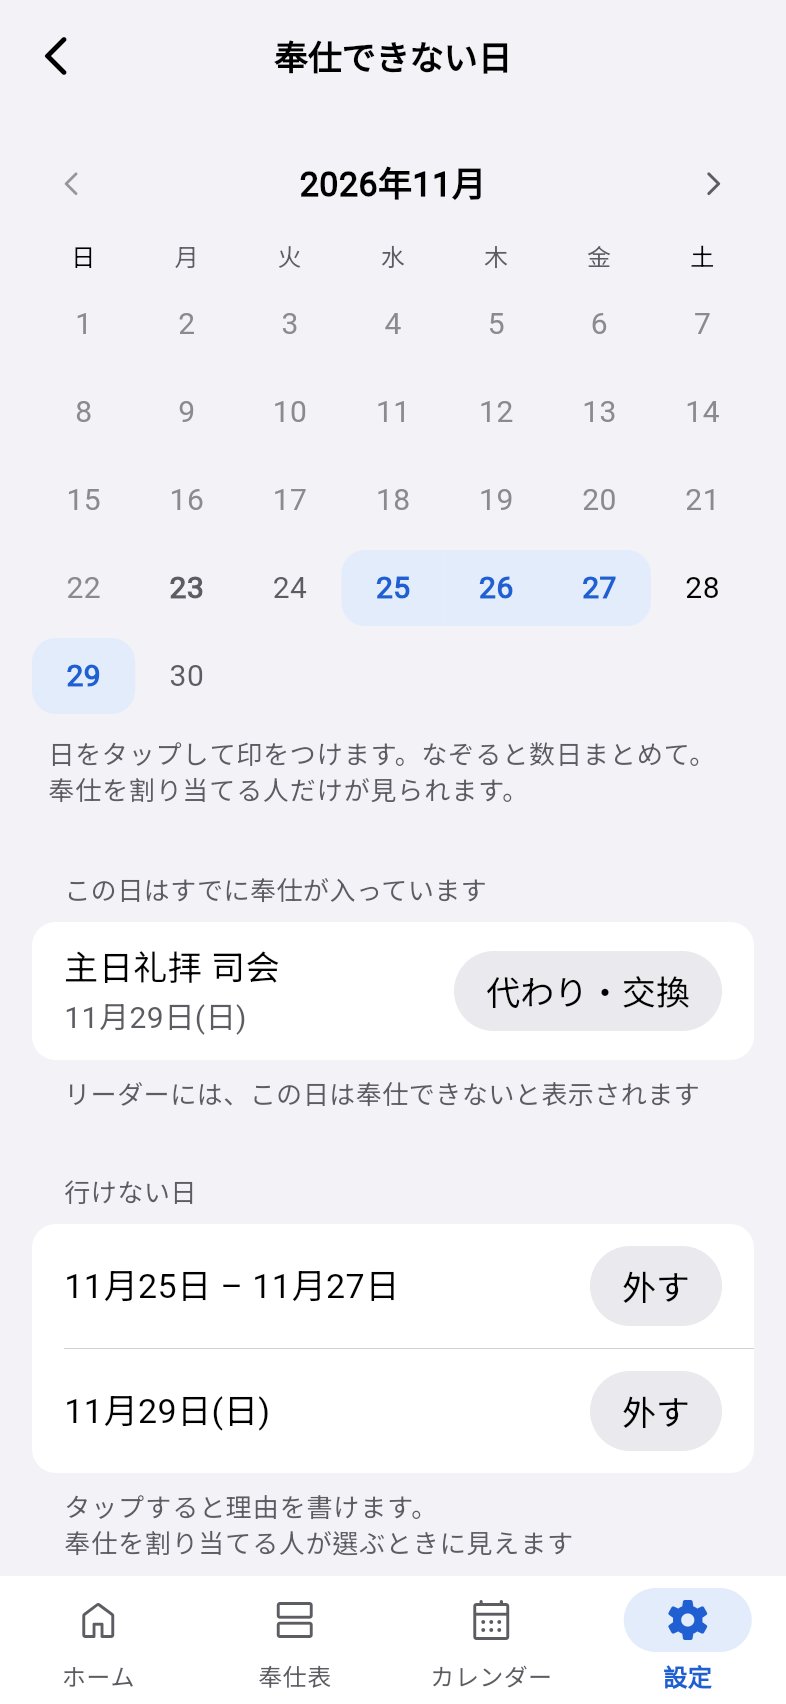 奉仕できない日
2026年11月
日 月 火 水 木 金 土
1 2 3 4 5 6 7
8 9 10 11 12 13 14
15 16 17 18 19 20 21
22 23 24 25 26 27 28
29 30
日をタップして印をつけます。なぞると数日まとめて。
奉仕を割り当てる人だけが見られます。
この日はすでに奉仕が入っています
主日礼拝 司会
11月29日(日)
代わり・交換
リーダーには、この日は奉仕できないと表示されます
行けない日
11月25日 – 11月27日
外す
11月29日(日)
外す
タップすると理由を書けます。
奉仕を割り当てる人が選ぶときに見えます
ホーム 奉仕表 カレンダー 設定